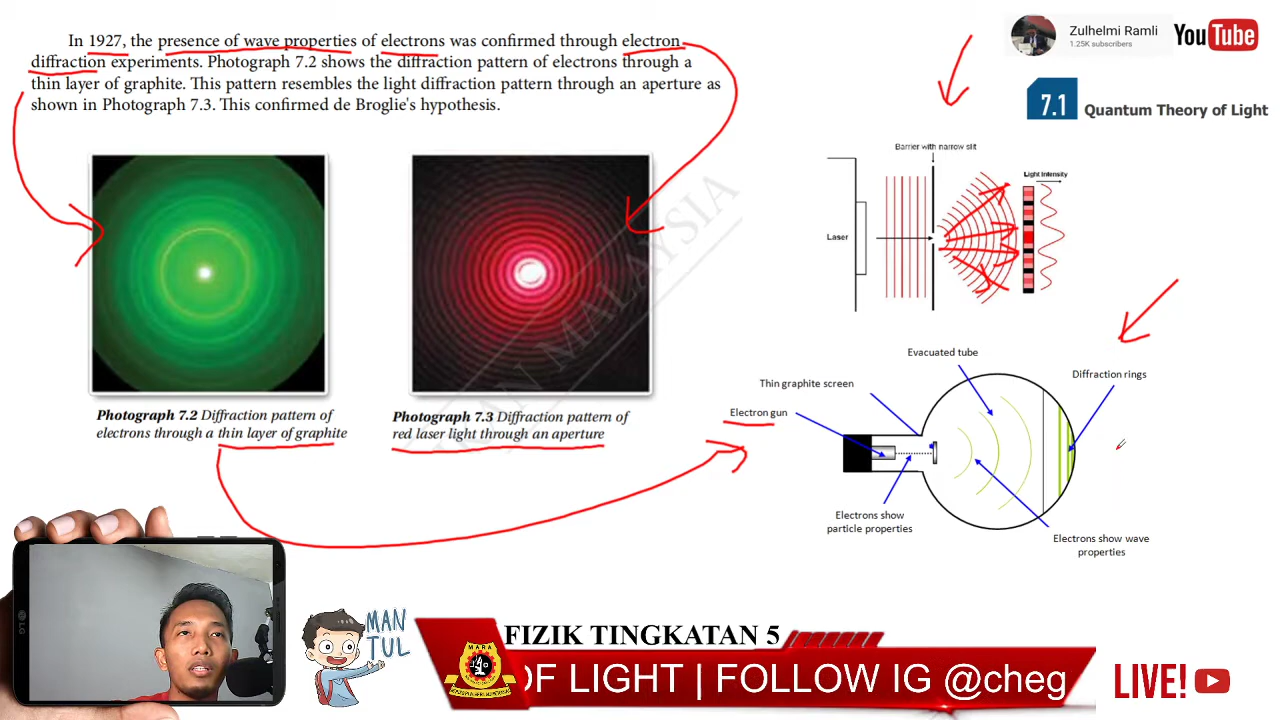 In 1927, the presence of wave properties of electrons was confirmed through electron
diffraction experiments. Photograph 7.2 shows the diffraction pattern of electrons through a
thin layer of graphite. This pattern resembles the light diffraction pattern through an aperture as
shown in Photograph 7.3. This confirmed de Broglie's hypothesis.
Photograph 7.2 Diffraction pattern of
electrons through a thin layer of graphite
Photograph 7.3 Diffraction pattern of
red laser light through an aperture
Zulhelmi Ramli
1.25K subscribers
YouTube
7.1 Quantum Theory of Light
Barrier with narrow slit
Light Intensity
Laser
Evacuated tube
Thin graphite screen
Diffraction rings
Electron gun
Electrons show
particle properties
Electrons show wave
properties
MALAYSIA
LG
MAN
TUL
FIZIK TINGKATAN 5
MARA
OF LIGHT | FOLLOW IG @cheg
LIVE!